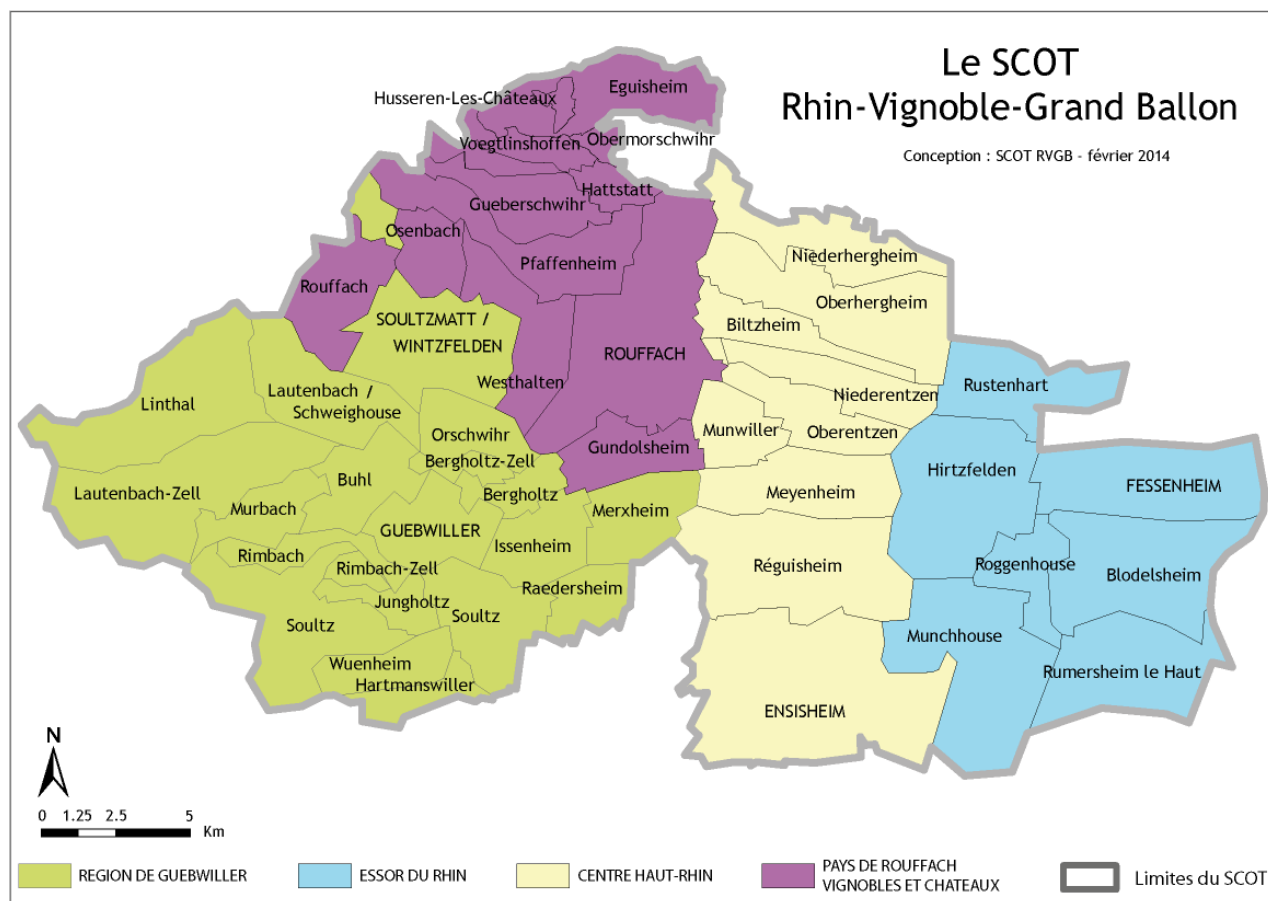 Le SCOT
Rhin-Vignoble-Grand Ballon
Conception : SCOT RVGB - février 2014
Eguisheim
Husseren-Les-Châteaux
Obermorschwihr
Voegtlinshoffen
Hattstatt
Gueberschwihr
Osenbach
Pfaffenheim
Niederhergheim
Rouffach
Oberhergheim
SOULTZMATT /
WINTZFELDEN
Biltzheim
ROUFFACH
Westhalten
Rustenhart
Lautenbach /
Schweighouse
Linthal
Niederentzen
Orschwihr
Munwiller
Oberentzen
Gundolsheim
Bergholtz-Zell
Hirtzfelden
Buhl
Lautenbach-Zell
Bergholtz
Meyenheim
FESSENHEIM
Murbach
Merxheim
GUEBWILLER
Issenheim
Rimbach
Rimbach-Zell
Réguisheim
Roggenhouse
Blodelsheim
Raedersheim
Jungholtz
Soultz
Soultz
Munchhouse
Wuenheim
Rumersheim le Haut
Hartmanswiller
ENSISHEIM
N
0 1.25 2.5 5
Km
REGION DE GUEBWILLER
ESSOR DU RHIN
CENTRE HAUT-RHIN
PAYS DE ROUFFACH
VIGNOBLES ET CHATEAUX
Limites du SCOT